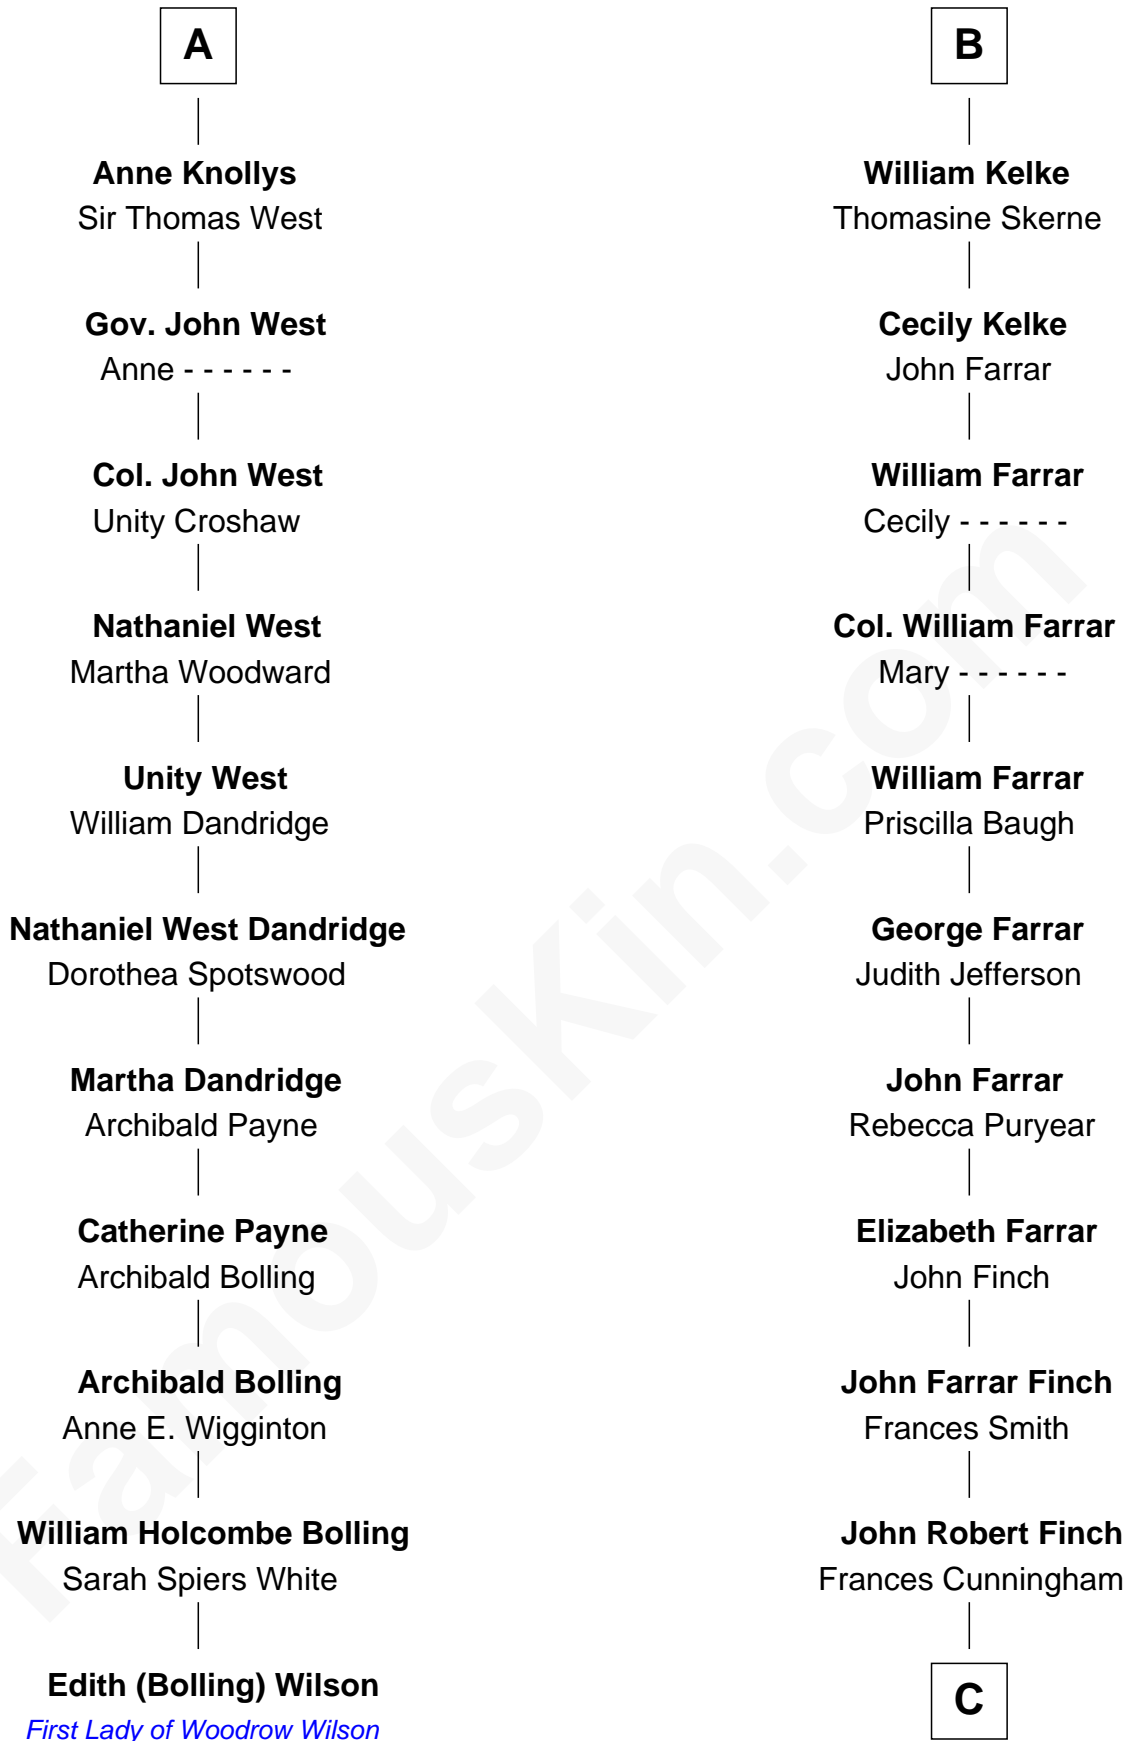 A
Anne Knollys
Sir Thomas West
Gov. John West
Anne - - - - - -
Col. John West
Unity Croshaw
Nathaniel West
Martha Woodward
Unity West
William Dandridge
Nathaniel West Dandridge
Dorothea Spotswood
Martha Dandridge
Archibald Payne
Catherine Payne
Archibald Bolling
Archibald Bolling
Anne E. Wigginton
William Holcombe Bolling
Sarah Spiers White
Edith (Bolling) Wilson
First Lady of Woodrow Wilson
B
William Kelke
Thomasine Skerne
Cecily Kelke
John Farrar
William Farrar
Cecily - - - - - -
Col. William Farrar
Mary - - - - - -
William Farrar
Priscilla Baugh
George Farrar
Judith Jefferson
John Farrar
Rebecca Puryear
Elizabeth Farrar
John Finch
John Farrar Finch
Frances Smith
John Robert Finch
Frances Cunningham
C
FamousKin.com